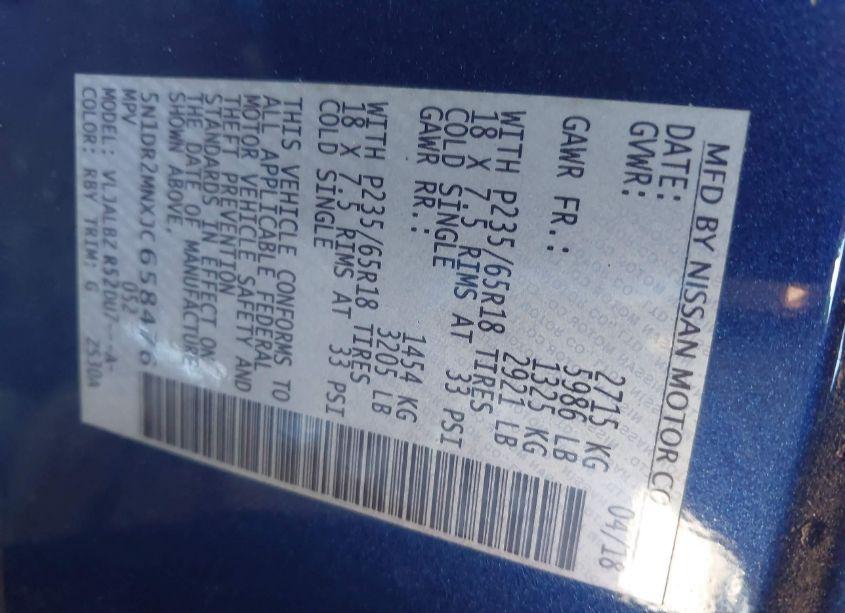 MFD BY NISSAN MOTOR CO
DATE: 04/18
GVWR: 2715 KG
5986 LB
GAWR FR.: 1325 KG
2921 LB
WITH P235/65R18 TIRES
18 X 7.5 RIMS AT 33 PSI
COLD SINGLE
GAWR RR.: 1454 KG
3205 LB
WITH P235/65R18 TIRES
18 X 7.5 RIMS AT 33 PSI
COLD SINGLE
THIS VEHICLE CONFORMS TO
ALL APPLICABLE FEDERAL
MOTOR VEHICLE SAFETY AND
THEFT PREVENTION
STANDARDS IN EFFECT ON
THE DATE OF MANUFACTURE
SHOWN ABOVE.
5N1DR2MNXJC658476
MPV 052
MODEL: VLJALBZ R52DU7---A-
COLOR: RBY TRIM: G